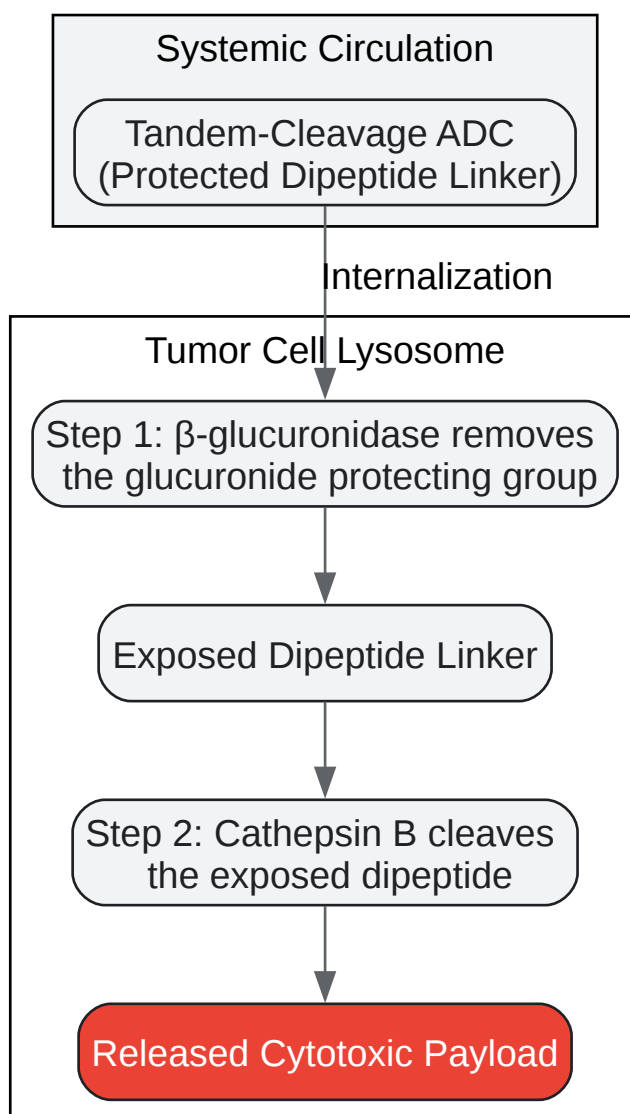 Systemic Circulation
Tandem-Cleavage ADC
(Protected Dipeptide Linker)
Internalization
Tumor Cell Lysosome
Step 1: β-glucuronidase removes
the glucuronide protecting group
Exposed Dipeptide Linker
Step 2: Cathepsin B cleaves
the exposed dipeptide
Released Cytotoxic Payload